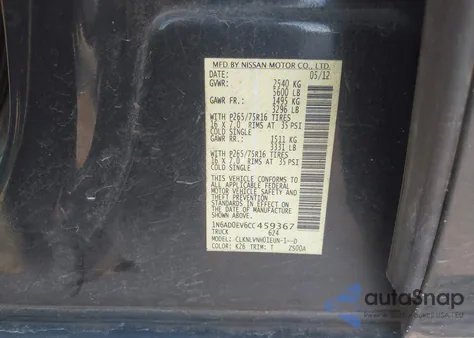 MFD BY NISSAN MOTOR CO., LTD.
DATE: 05/12
GVWR: 2540 KG
5600 LB
GAWR FR.: 1495 KG
3296 LB
WITH P265/75R16 TIRES
16 X 7.0 RIMS AT 35 PSI
COLD SINGLE
GAWR RR.: 1511 KG
3331 LB
WITH P265/75R16 TIRES
16 X 7.0 RIMS AT 35 PSI
COLD SINGLE
THIS VEHICLE CONFORMS TO
ALL APPLICABLE FEDERAL
MOTOR VEHICLE SAFETY AND
THEFT PREVENTION
STANDARDS IN EFFECT ON
THE DATE OF MANUFACTURE
SHOWN ABOVE.
1N6AD0EV6CC459367
TRUCK 624
MODEL: CLKNLVNHOIEUN-1--D
COLOR: K26 TRIM: T 2500A
autoSnap